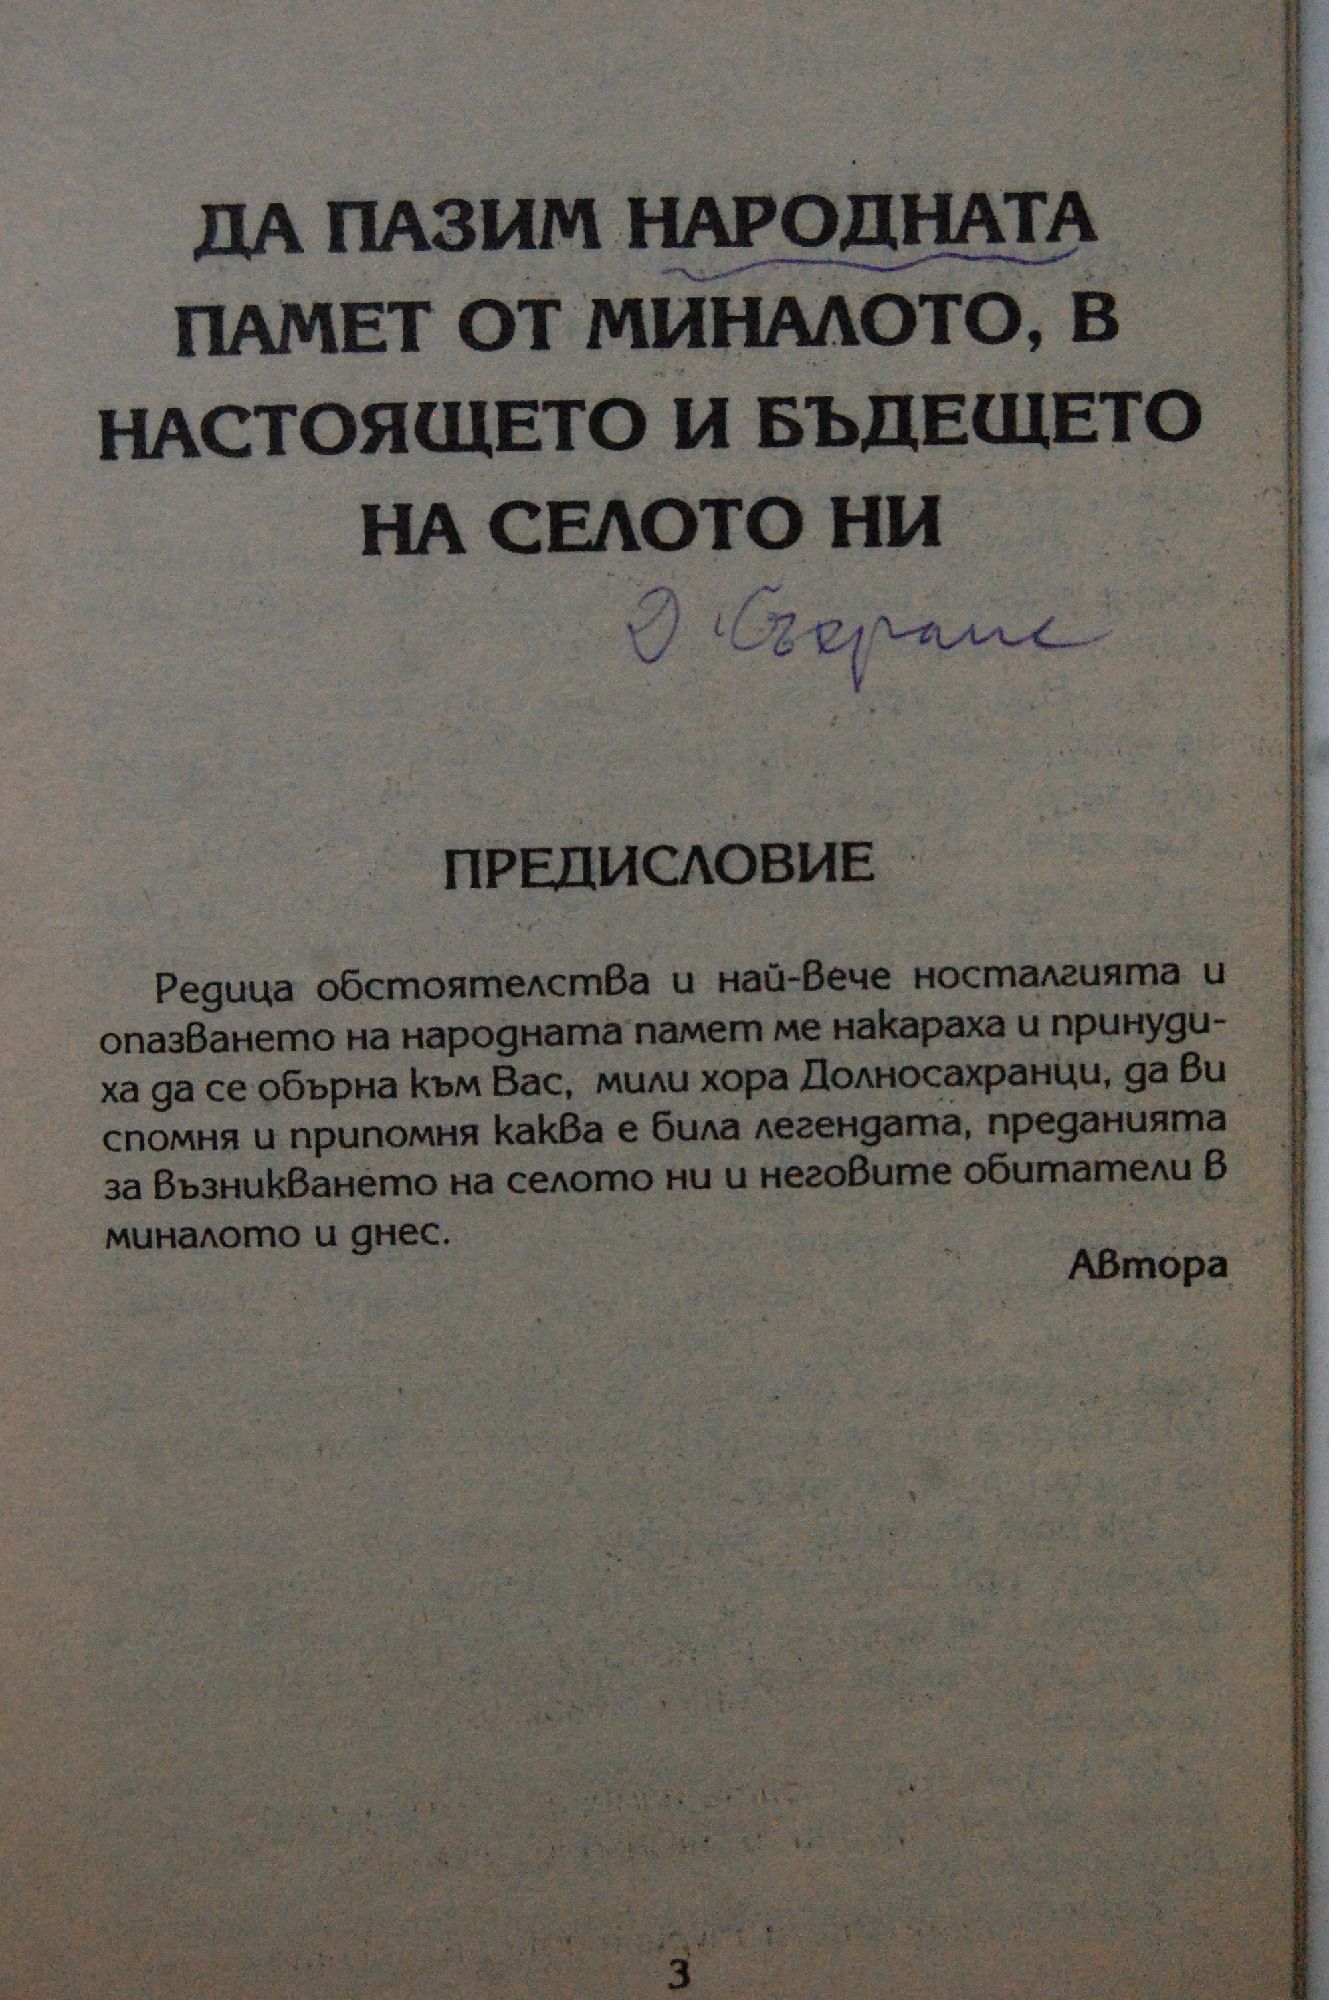 ДА ПАЗИМ НАРОДНАТА
ПАМЕТ ОТ МИНАЛОТО, В
НАСТОЯЩЕТО И БЪДЕЩЕТО
НА СЕЛОТО НИ
ПРЕДИСЛОВИЕ
Редица обстоятелства и най-вече носталгията и
опазването на народната памет ме накараха и принуди-
ха да се обърна към Вас, мили хора Долносахранци, да ви
спомня и припомня каква е била легендата, преданията
за възникването на селото ни и неговите обитатели в
миналото и днес.
Автора
3